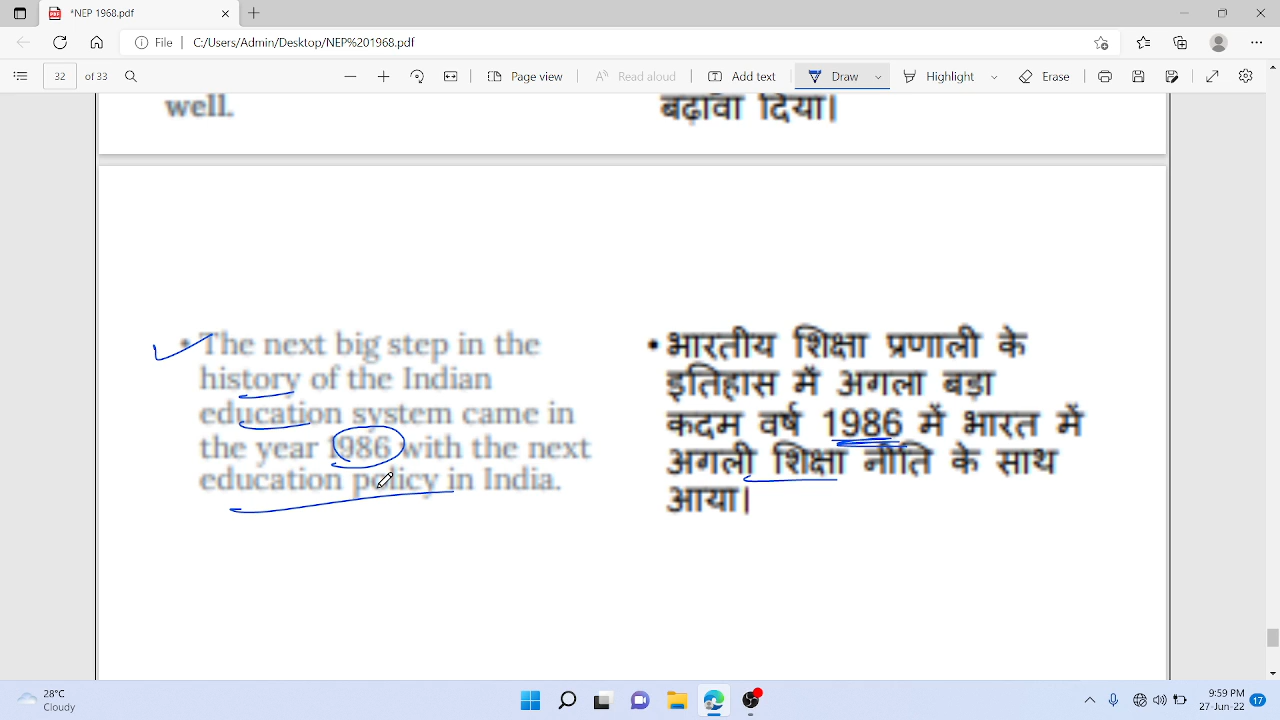 *NEP 1968.pdf
File
C:/Users/Admin/Desktop/NEP%201968.pdf
32 of 33
Page view
Read aloud
Add text
Draw
Highlight
Erase
well.
बढ़ावा दिया।
• The next big step in the
history of the Indian
education system came in
the year 1986 with the next
education policy in India.
• भारतीय शिक्षा प्रणाली के
इतिहास में अगला बड़ा
कदम वर्ष 1986 में भारत में
अगली शिक्षा नीति के साथ
आया।
28°C
Cloudy
9:59 PM
27-Jun-22
17